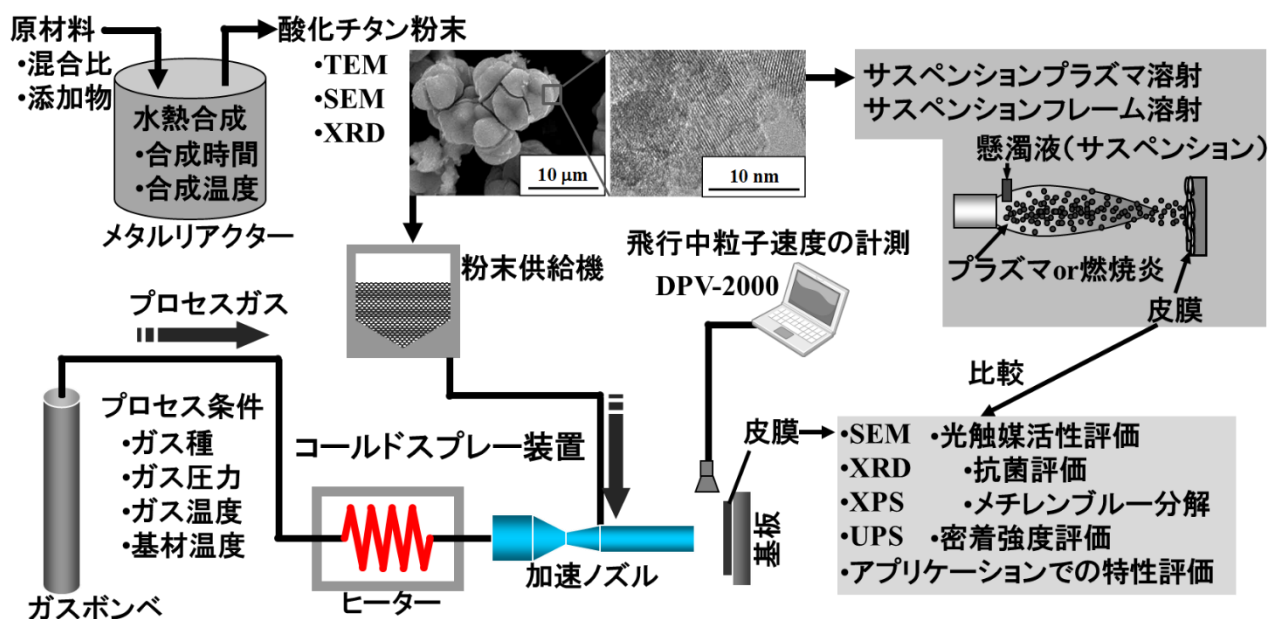 原材料
・混合比
・添加物
水熱合成
・合成時間
・合成温度
メタルリアクター
酸化チタン粉末
・TEM
・SEM
・XRD
10 μm
10 nm
サスペンションプラズマ溶射
サスペンションフレーム溶射
懸濁液(サスペンション)
プラズマor燃焼炎
皮膜
比較
粉末供給機
飛行中粒子速度の計測
DPV-2000
プロセスガス
プロセス条件
・ガス種
・ガス圧力
・ガス温度
・基材温度
ガスボンベ
コールドスプレー装置
ヒーター
加速ノズル
皮膜
基板
・SEM ・光触媒活性評価
・XRD ・抗菌評価
・XPS ・メチレンブルー分解
・UPS ・密着強度評価
・アプリケーションでの特性評価